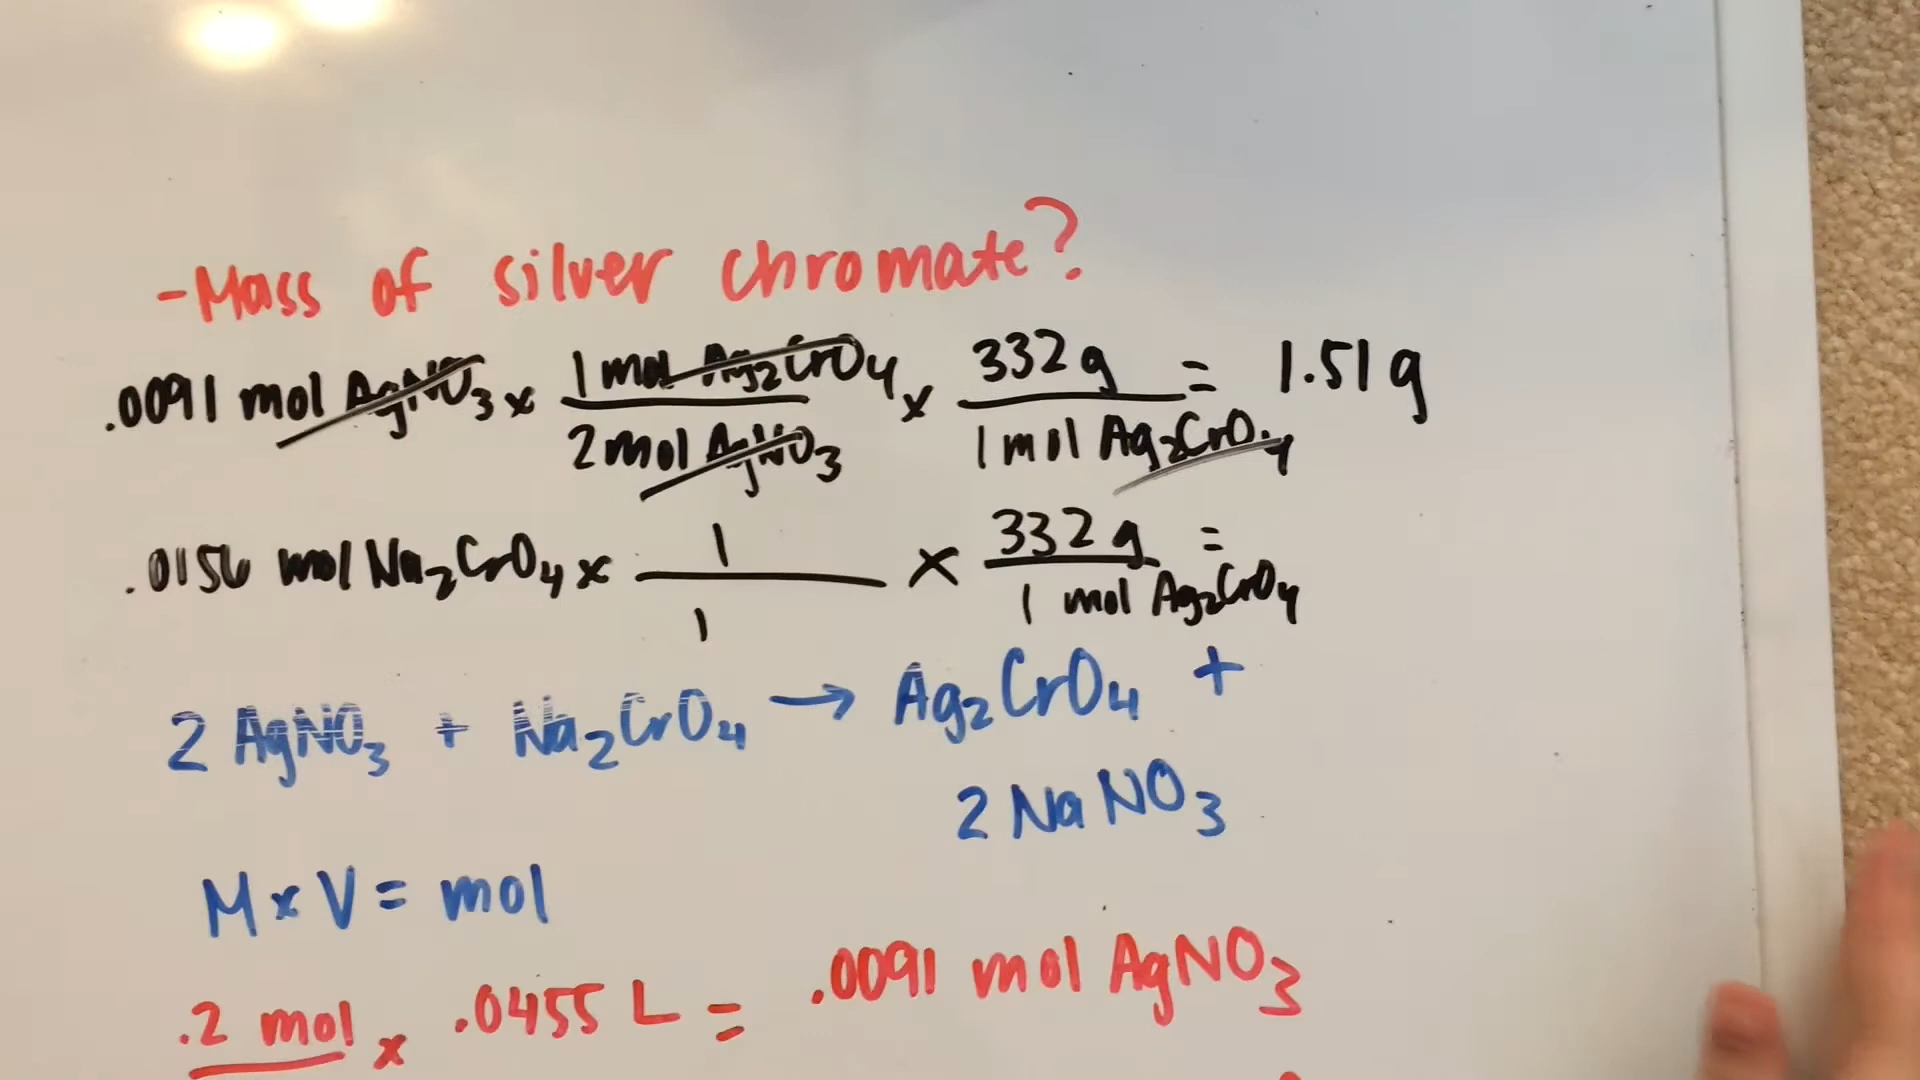 -Mass of silver chromate?
.0091 mol AgNO₃ x 1 mol Ag₂CrO₄ / 2 mol AgNO₃ x 332 g / 1 mol Ag₂CrO₄ = 1.51 g
.0156 mol Na₂CrO₄ x 1 / 1 x 332 g / 1 mol Ag₂CrO₄ =
2 AgNO₃ + Na₂CrO₄ → Ag₂CrO₄ +
2 NaNO₃
M x V = mol
.2 mol x .0455 L = .0091 mol AgNO₃